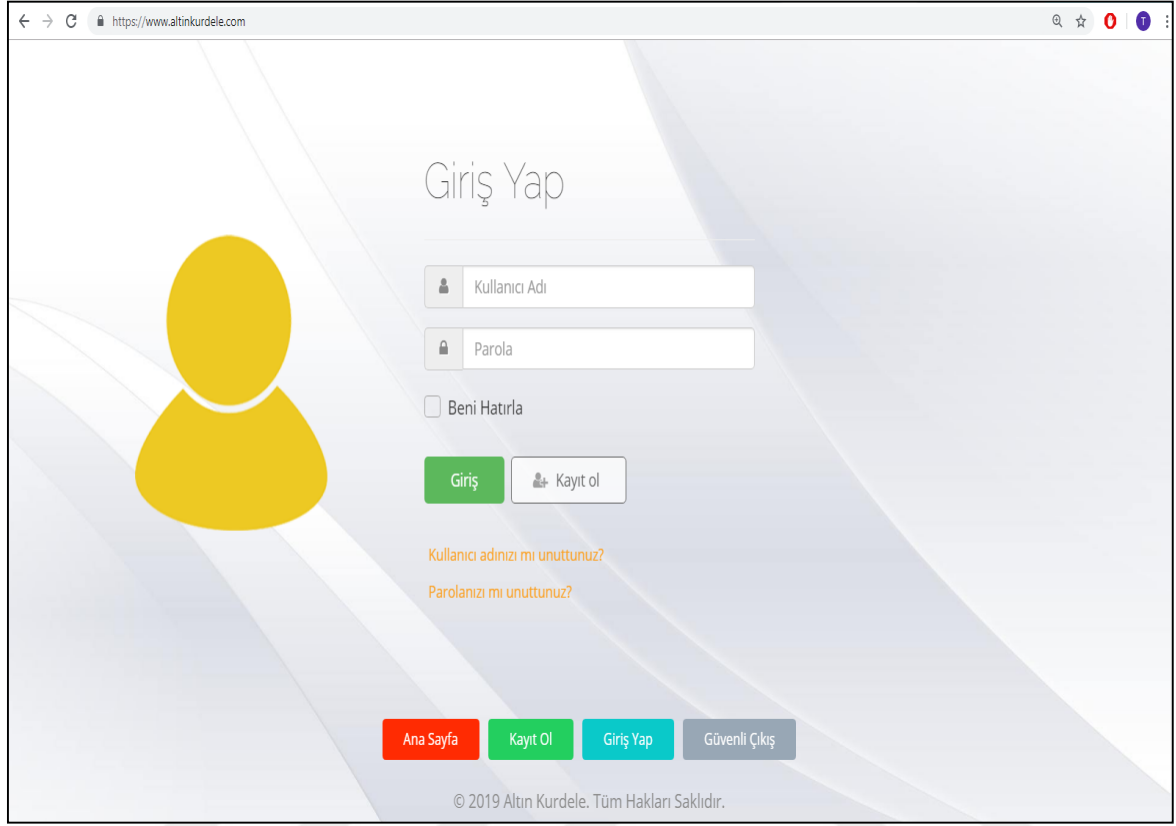 https://www.altinkurdele.com
T
Giriş Yap
Kullanıcı Adı
Parola
Beni Hatırla
Giriş
Kayıt ol
Kullanıcı adınızı mı unuttunuz?
Parolanızı mı unuttunuz?
Ana Sayfa
Kayıt Ol
Giriş Yap
Güvenli Çıkış
© 2019 Altın Kurdele. Tüm Hakları Saklıdır.